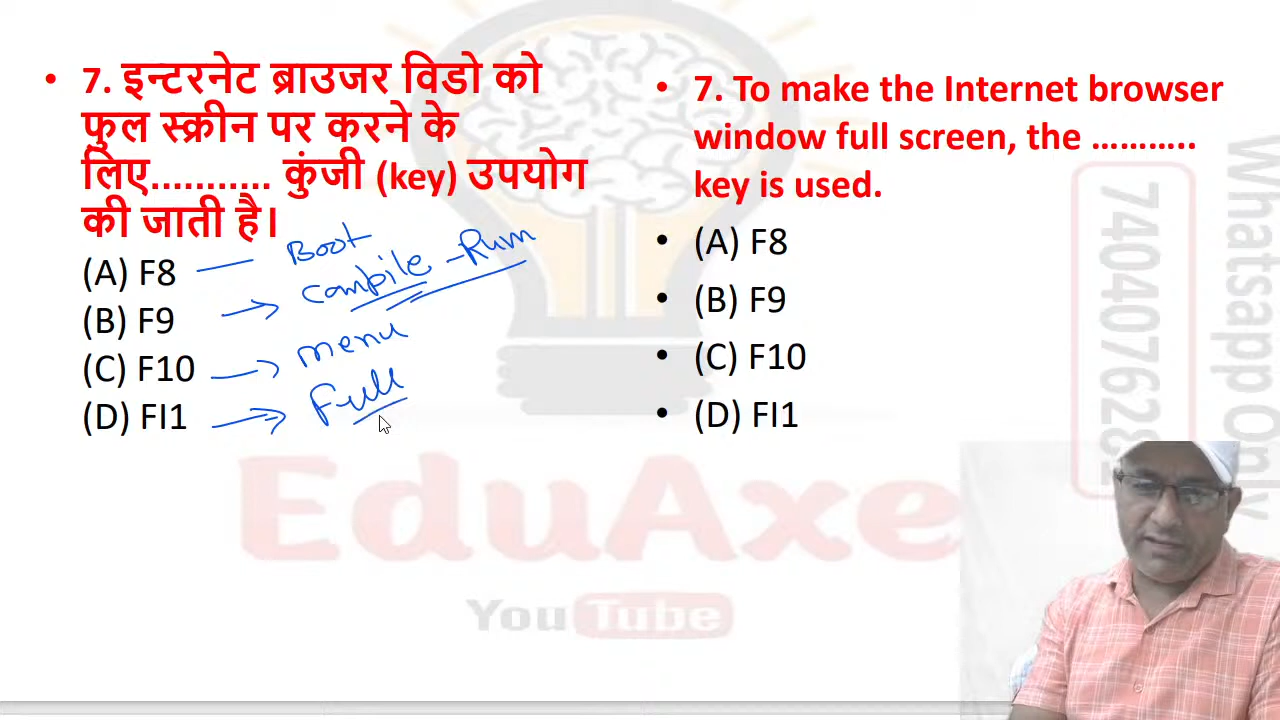 • 7. इन्टरनेट ब्राउजर विडो को
फुल स्क्रीन पर करने के
लिए........... कुंजी (key) उपयोग
की जाती है।
(A) F8 — Boot
(B) F9 → compile - Run
(C) F10 → menu
(D) FI1 → Full
• 7. To make the Internet browser
window full screen, the ………..
key is used.
• (A) F8
• (B) F9
• (C) F10
• (D) FI1
EduAxe
YouTube
Whatsapp Only
740407628